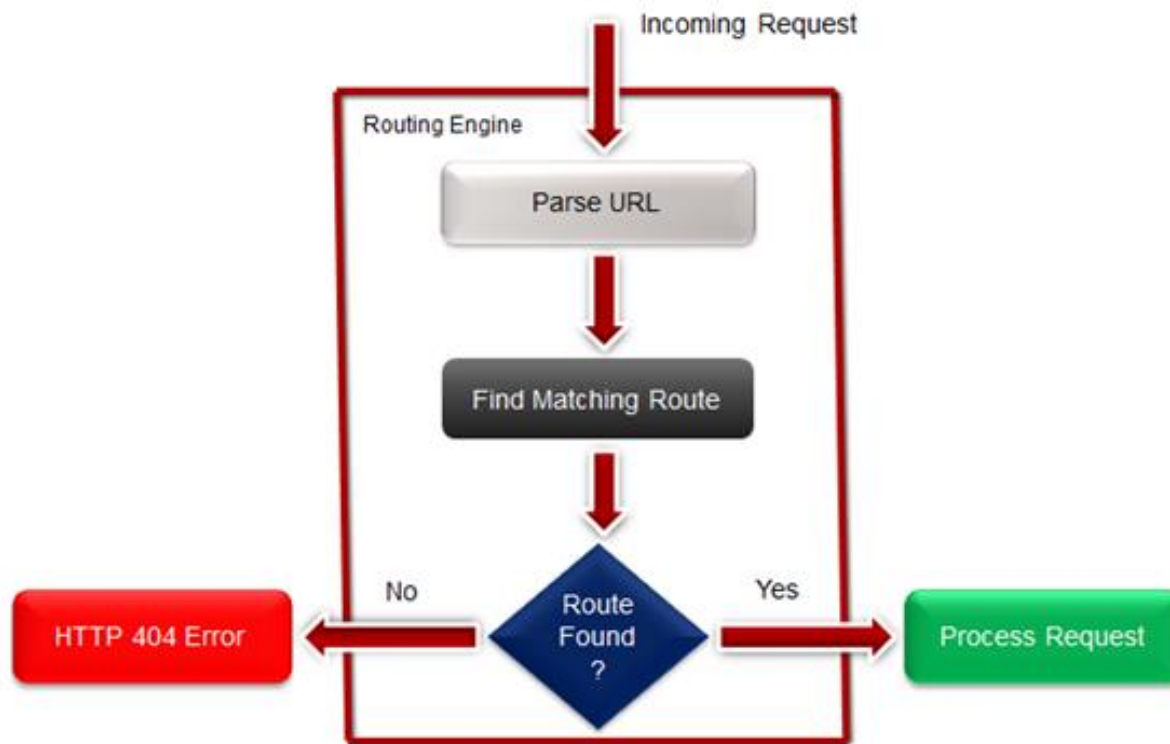 Incoming Request
Routing Engine
Parse URL
Find Matching Route
No
Yes
Route
Found
?
HTTP 404 Error
Process Request